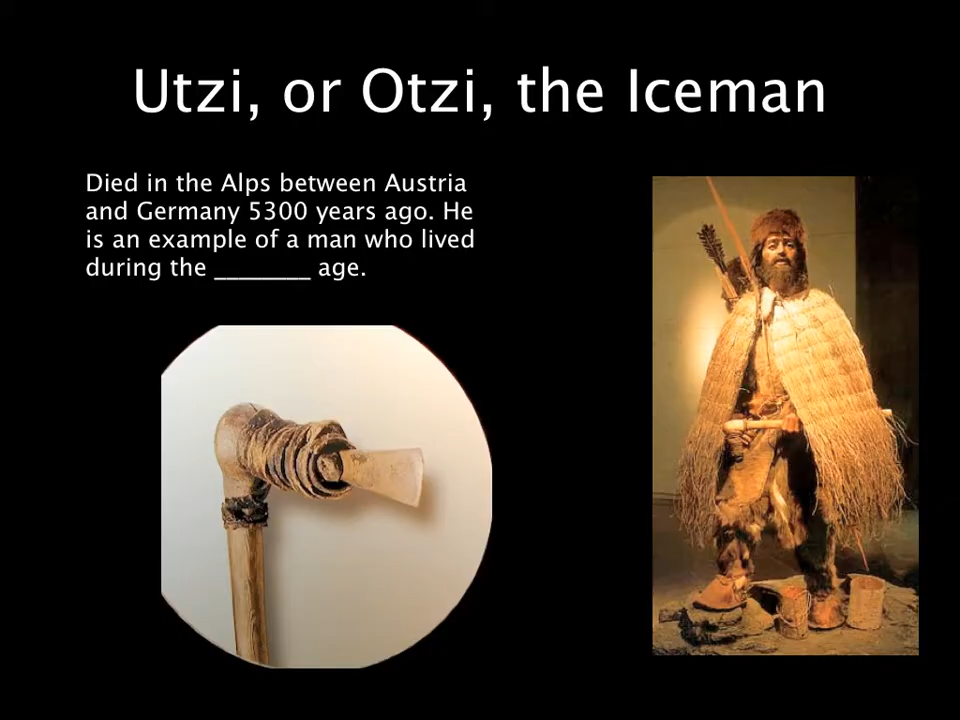 Utzi, or Otzi, the Iceman
Died in the Alps between Austria
and Germany 5300 years ago. He
is an example of a man who lived
during the ________ age.